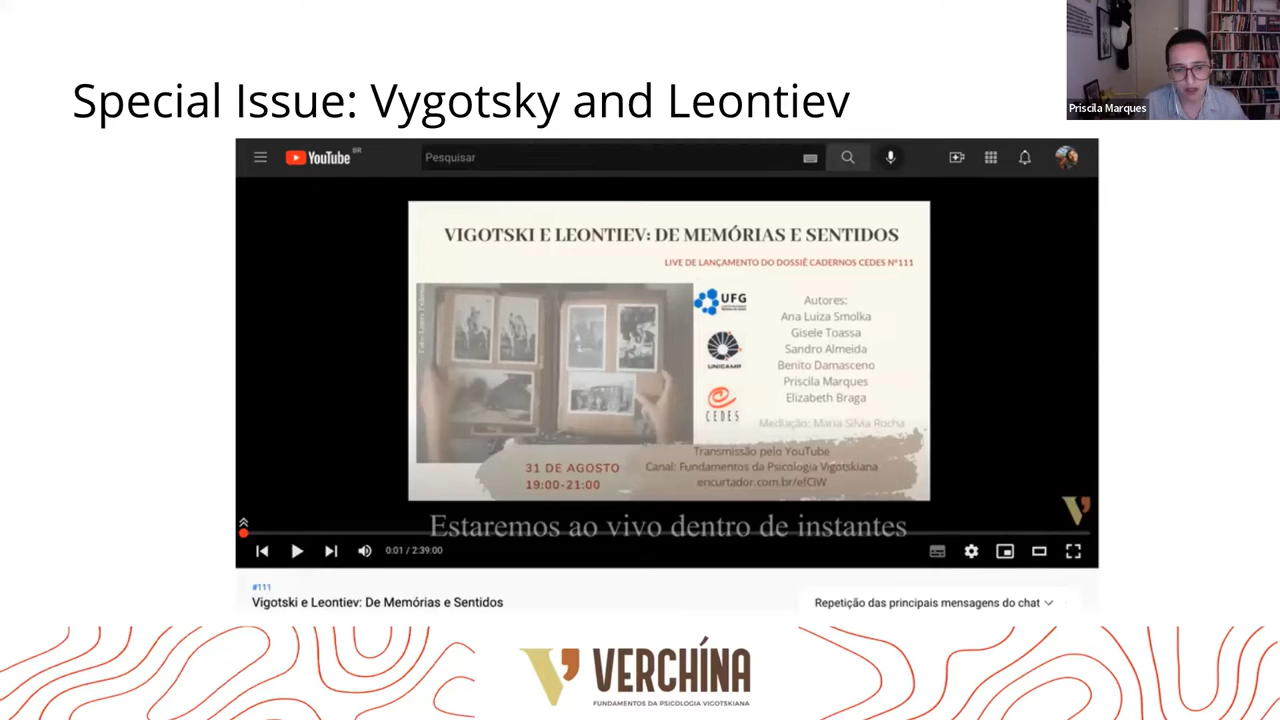 Special Issue: Vygotsky and Leontiev
Priscila Marques
YouTube BR
Pesquisar
VIGOTSKI E LEONTIEV: DE MEMÓRIAS E SENTIDOS
LIVE DE LANÇAMENTO DO DOSSIÊ CADERNOS CEDES Nº111
UFG
UNICAMP
CEDES
Autores:
Ana Luiza Smolka
Gisele Toassa
Sandro Almeida
Benito Damasceno
Priscila Marques
Elizabeth Braga
Mediação: Maria Silvia Rocha
31 DE AGOSTO
19:00-21:00
Transmissão pelo YouTube
Canal: Fundamentos da Psicologia Vigotskiana
encurtador.com.br/efCiW
Estaremos ao vivo dentro de instantes
0:01 / 2:39:00
#111
Vigotski e Leontiev: De Memórias e Sentidos
Repetição das principais mensagens do chat
VERCHÍNA
FUNDAMENTOS DA PSICOLOGIA VIGOTSKIANA